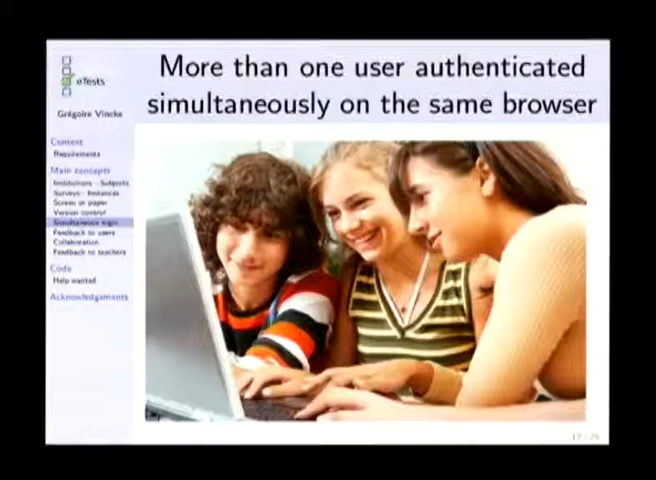 More than one user authenticated
simultaneously on the same browser
eTests
Grégoire Vincke
Context
Requirements
Main concepts
Institutions - Subjects
Surveys - Instances
Screen or paper
Version control
Simultaneous login
Feedback to users
Collaboration
Feedback to teachers
Code
Help wanted
Acknowledgements